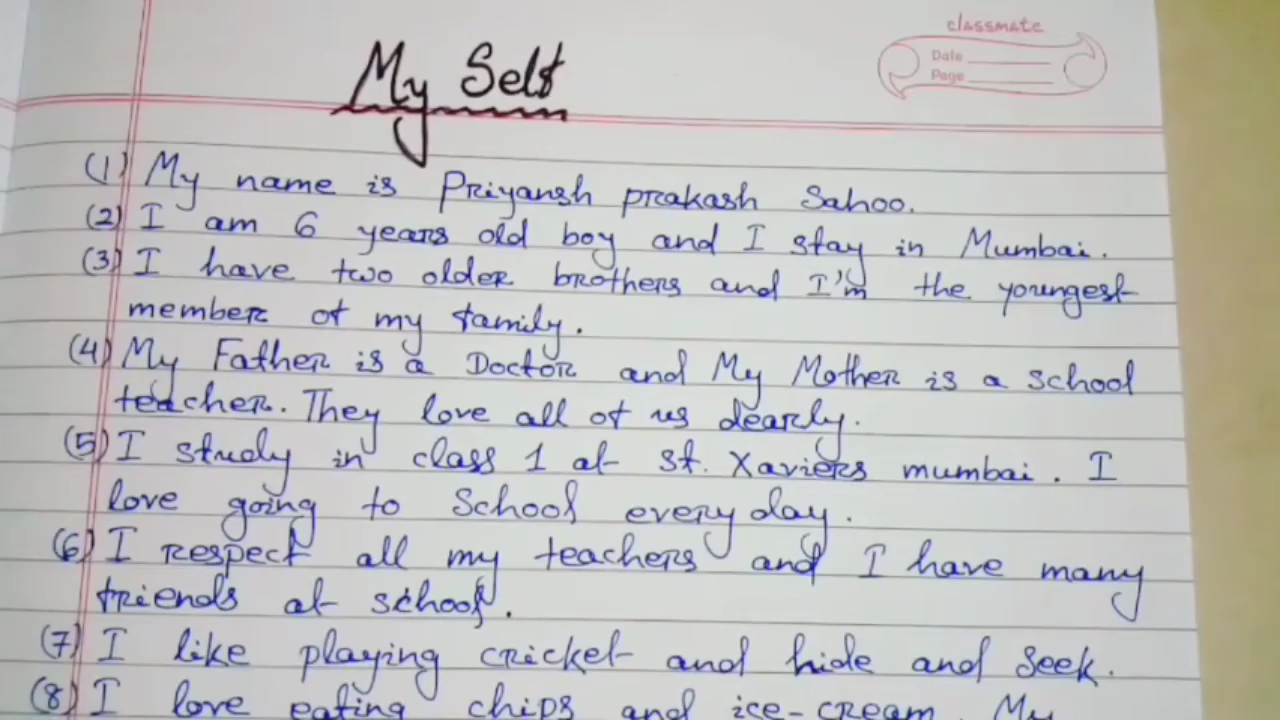 classmate
Date
Page
My Self
(1) My name is Priyansh prakash Sahoo.
(2) I am 6 years old boy and I stay in Mumbai.
(3) I have two older brothers and I'm the youngest
member of my family.
(4) My Father is a Doctor and My Mother is a school
teacher. They love all of us dearly.
(5) I study in class 1 at St. Xaviers mumbai. I
love going to School every day.
(6) I respect all my teachers and I have many
friends at school.
(7) I like playing cricket and hide and seek.
(8) I love eating chips and ice-cream. My